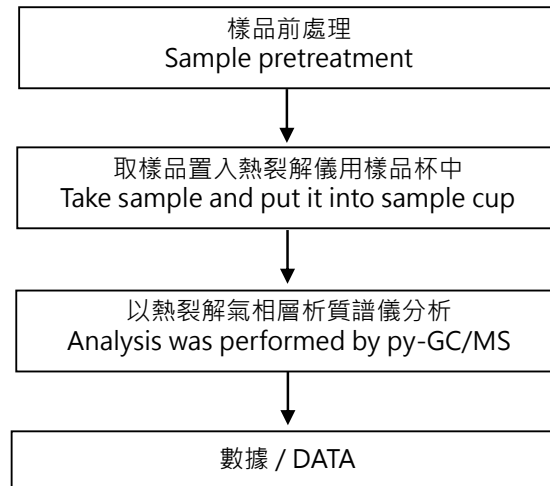 樣品前處理
Sample pretreatment
取樣品置入熱裂解儀用樣品杯中
Take sample and put it into sample cup
以熱裂解氣相層析質譜儀分析
Analysis was performed by py-GC/MS
數據 / DATA